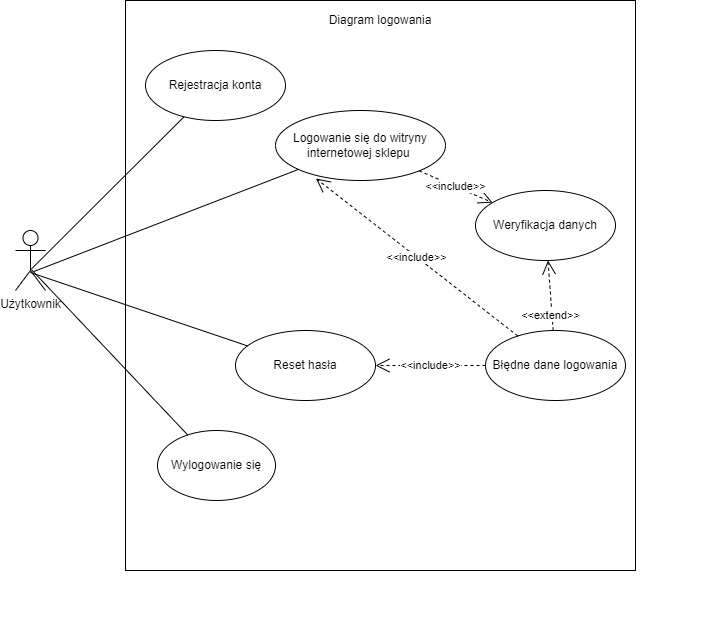 Diagram logowania
Rejestracja konta
Logowanie się do witryny
internetowej sklepu
<<include>>
Weryfikacja danych
<<include>>
Użytkownik
<<extend>>
Reset hasła
<<include>>
Błędne dane logowania
Wylogowanie się